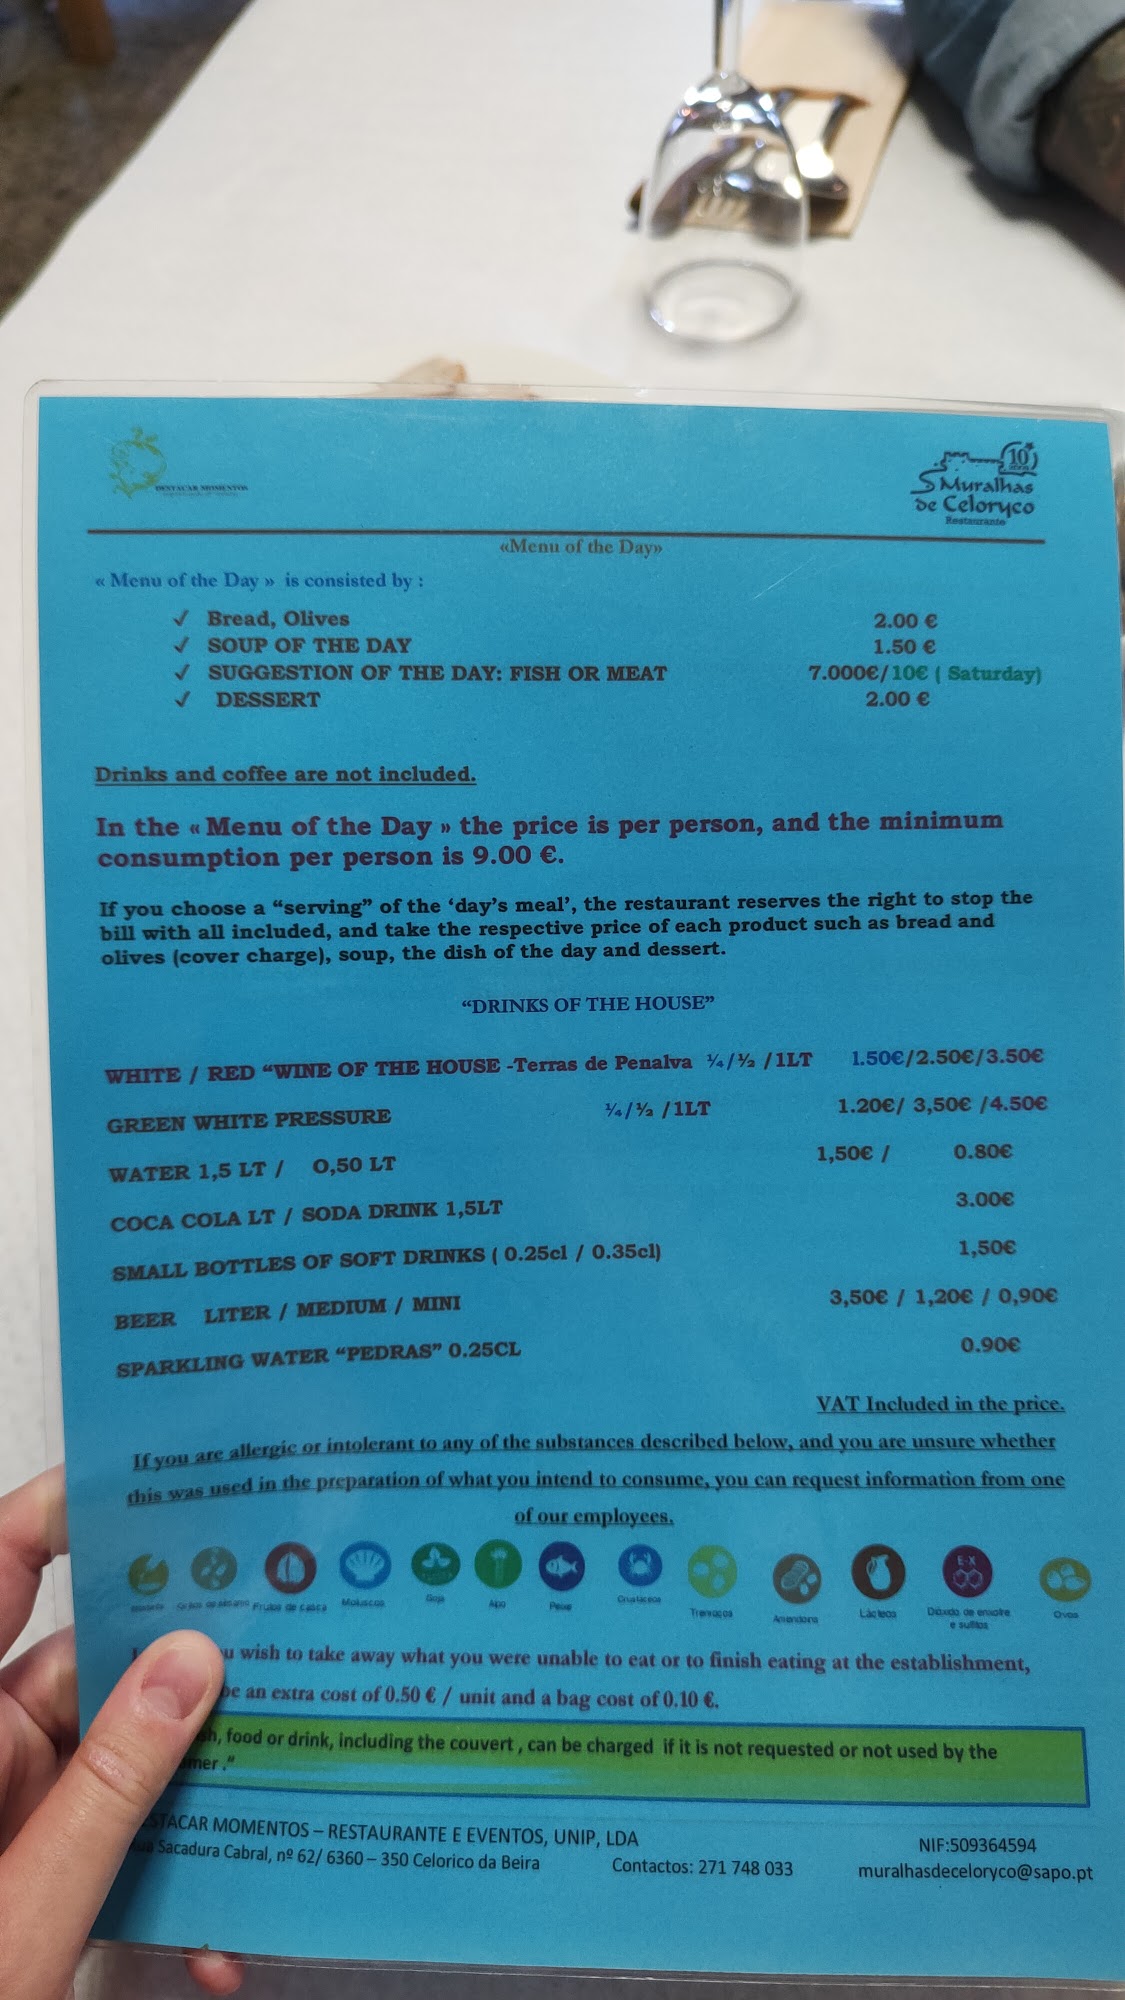 DESTACAR MOMENTOS
10
Muralhas
de Celoryco
Restaurante
«Menu of the Day»
« Menu of the Day » is consisted by :
✓ Bread, Olives 2.00 €
✓ SOUP OF THE DAY 1.50 €
✓ SUGGESTION OF THE DAY: FISH OR MEAT 7.000€/10€ ( Saturday)
✓ DESSERT 2.00 €
Drinks and coffee are not included.
In the « Menu of the Day » the price is per person, and the minimum
consumption per person is 9.00 €.
If you choose a “serving” of the ‘day’s meal’, the restaurant reserves the right to stop the
bill with all included, and take the respective price of each product such as bread and
olives (cover charge), soup, the dish of the day and dessert.
“DRINKS OF THE HOUSE”
WHITE / RED “WINE OF THE HOUSE -Terras de Penalva ¼/½ /1LT 1.50€/2.50€/3.50€
GREEN WHITE PRESSURE ¼/½ /1LT 1.20€/ 3,50€ /4.50€
WATER 1,5 LT / O,50 LT 1,50€ / 0.80€
COCA COLA LT / SODA DRINK 1,5LT 3.00€
SMALL BOTTLES OF SOFT DRINKS ( 0.25cl / 0.35cl) 1,50€
BEER LITER / MEDIUM / MINI 3,50€ / 1,20€ / 0,90€
SPARKLING WATER “PEDRAS” 0.25CL 0.90€
VAT Included in the price.
If you are allergic or intolerant to any of the substances described below, and you are unsure whether
this was used in the preparation of what you intend to consume, you can request information from one
of our employees.
E-X
Frutos de casca Moluscos Soja Aipo Peixe Crustáceos Tremoços Amendoins Lácteos Dióxido de enxofre Ovos
e sulfitos
wish to take away what you were unable to eat or to finish eating at the establishment,
be an extra cost of 0.50 € / unit and a bag cost of 0.10 €.
food or drink, including the couvert , can be charged if it is not requested or not used by the
."
DESTACAR MOMENTOS – RESTAURANTE E EVENTOS, UNIP, LDA NIF:509364594
Sacadura Cabral, nº 62/ 6360 – 350 Celorico da Beira Contactos: 271 748 033 muralhasdeceloryco@sapo.pt